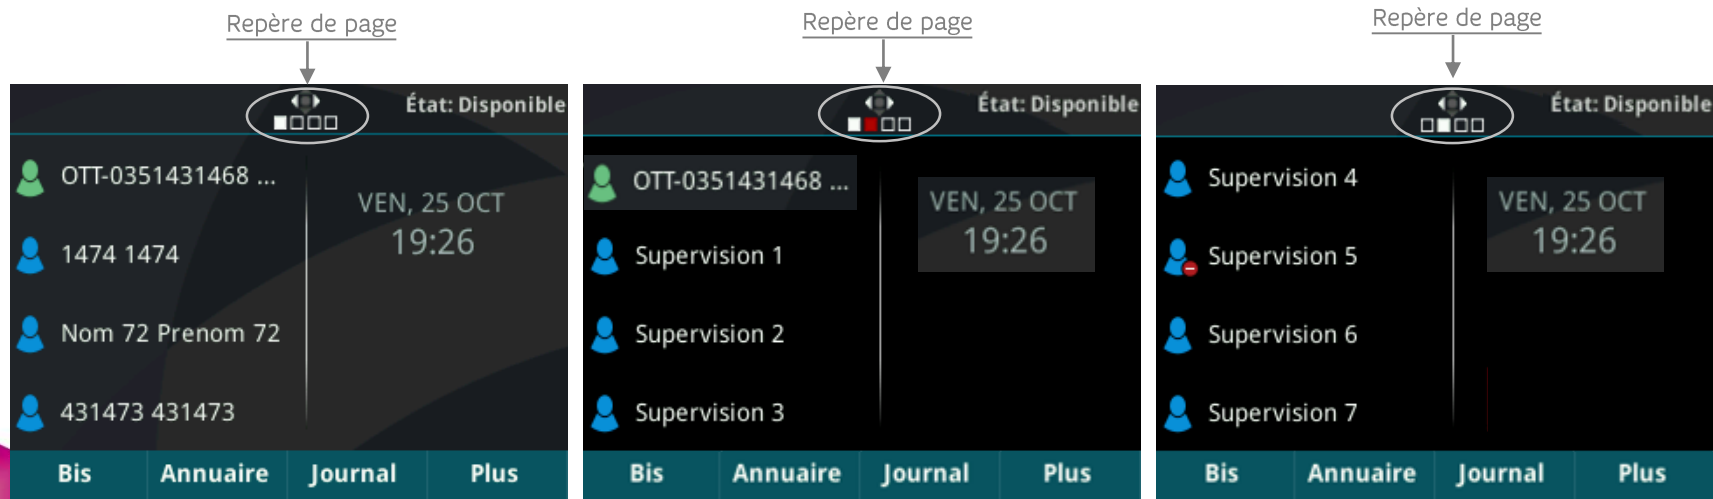 Repère de page
État: Disponible
OTT-0351431468 ...
VEN, 25 OCT
19:26
1474 1474
Nom 72 Prenom 72
431473 431473
Bis Annuaire Journal Plus
Repère de page
État: Disponible
OTT-0351431468 ...
VEN, 25 OCT
19:26
Supervision 1
Supervision 2
Supervision 3
Bis Annuaire Journal Plus
Repère de page
État: Disponible
Supervision 4
VEN, 25 OCT
19:26
Supervision 5
Supervision 6
Supervision 7
Bis Annuaire Journal Plus